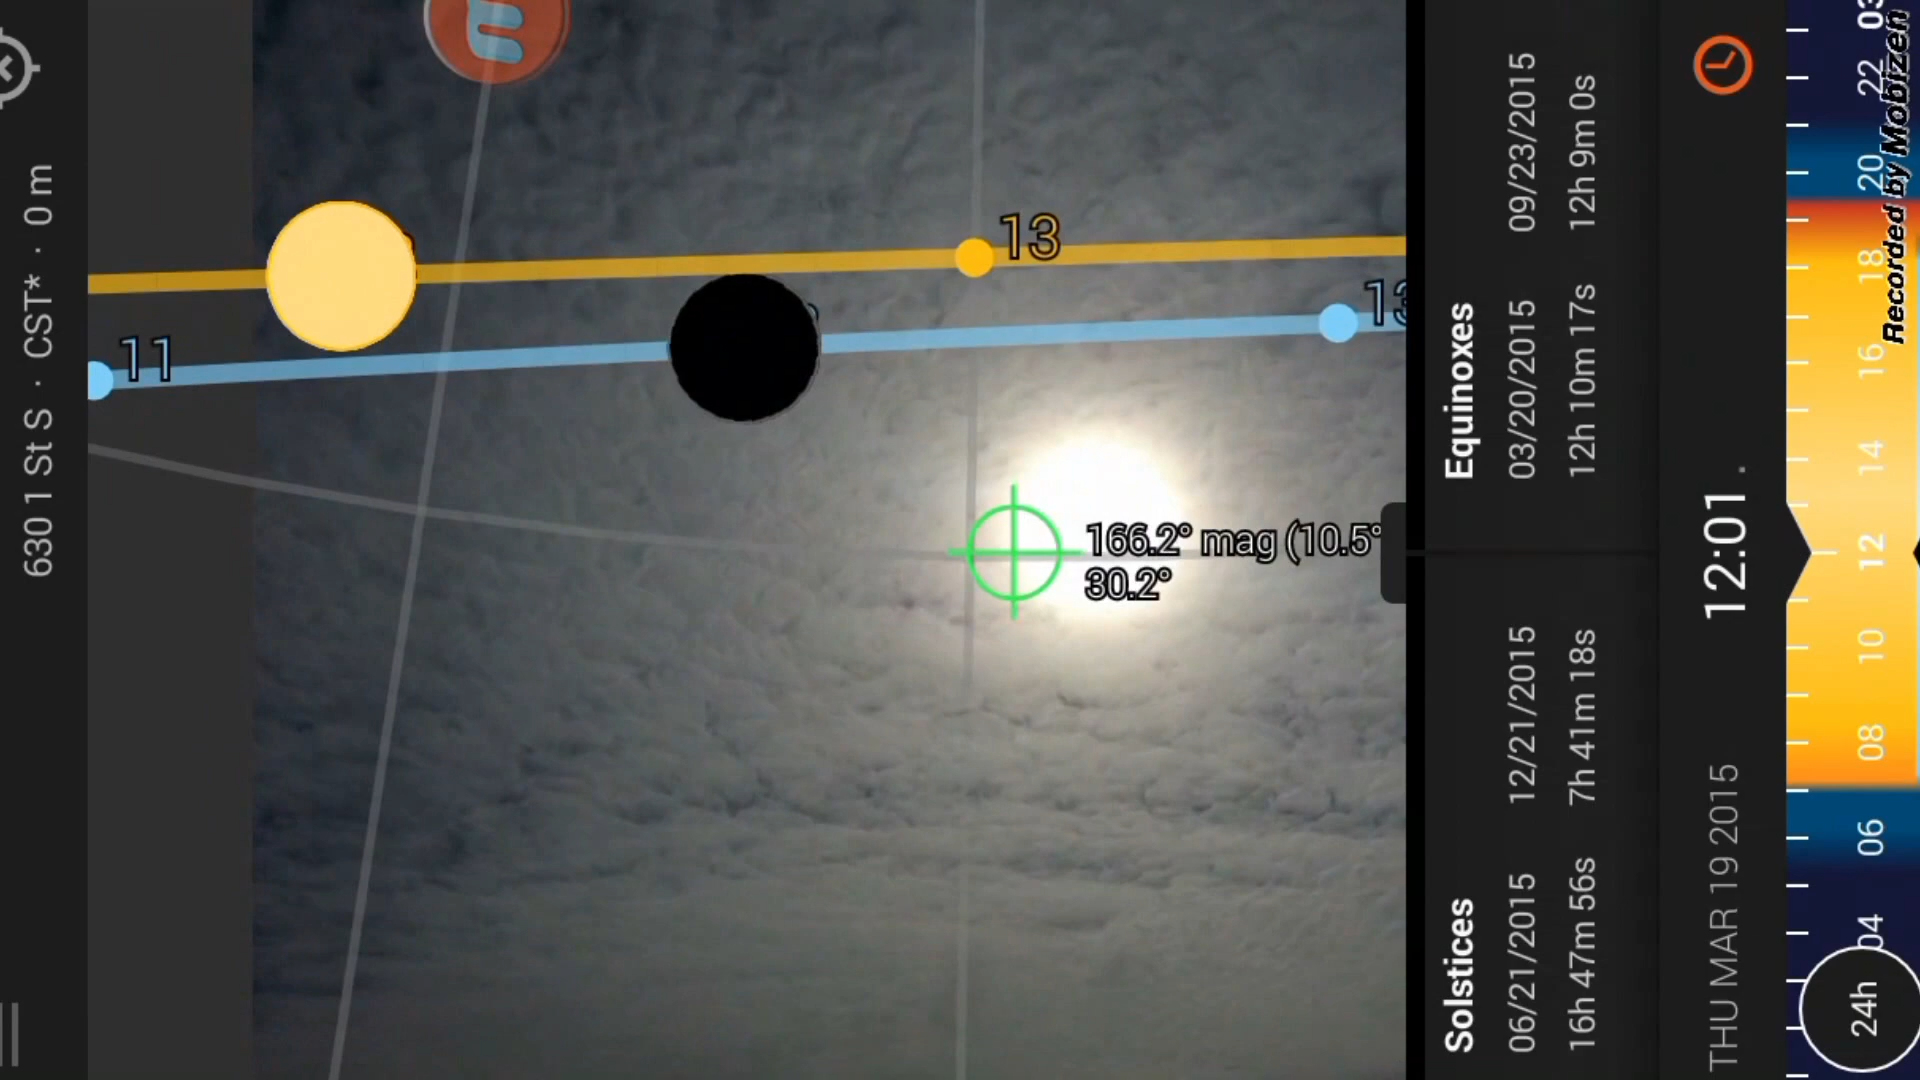 630 1 St S · CST* · 0 m
11
13
13
166.2° mag (10.5°
30.2°
Solstices
06/21/2015
12/21/2015
16h 47m 56s
7h 41m 18s
Equinoxes
03/20/2015
09/23/2015
12h 10m 17s
12h 9m 0s
THU MAR 19 2015
12:01
24h
04
06
08
10
12
14
16
18
20
22
Recorded by Mobizen